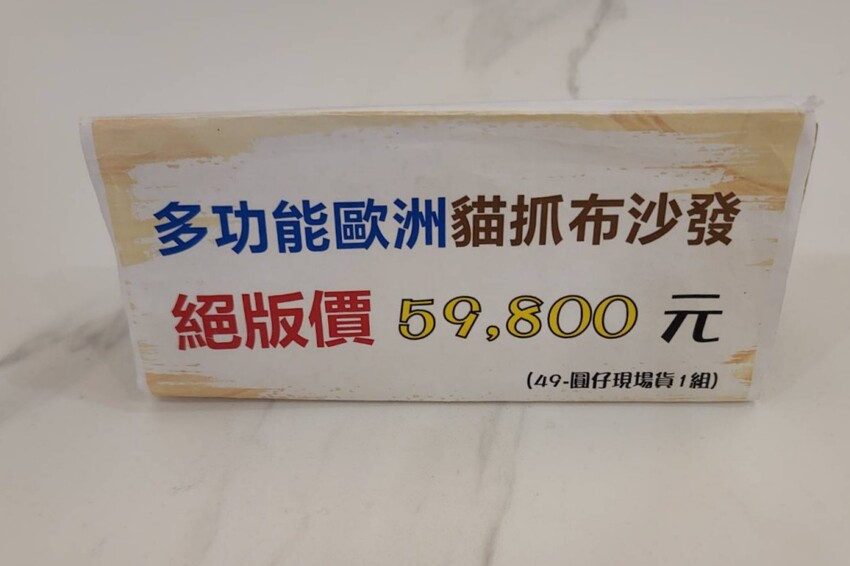 多功能歐洲貓抓布沙發
絕版價 59,800 元
(49-圓仔現場貨1組)